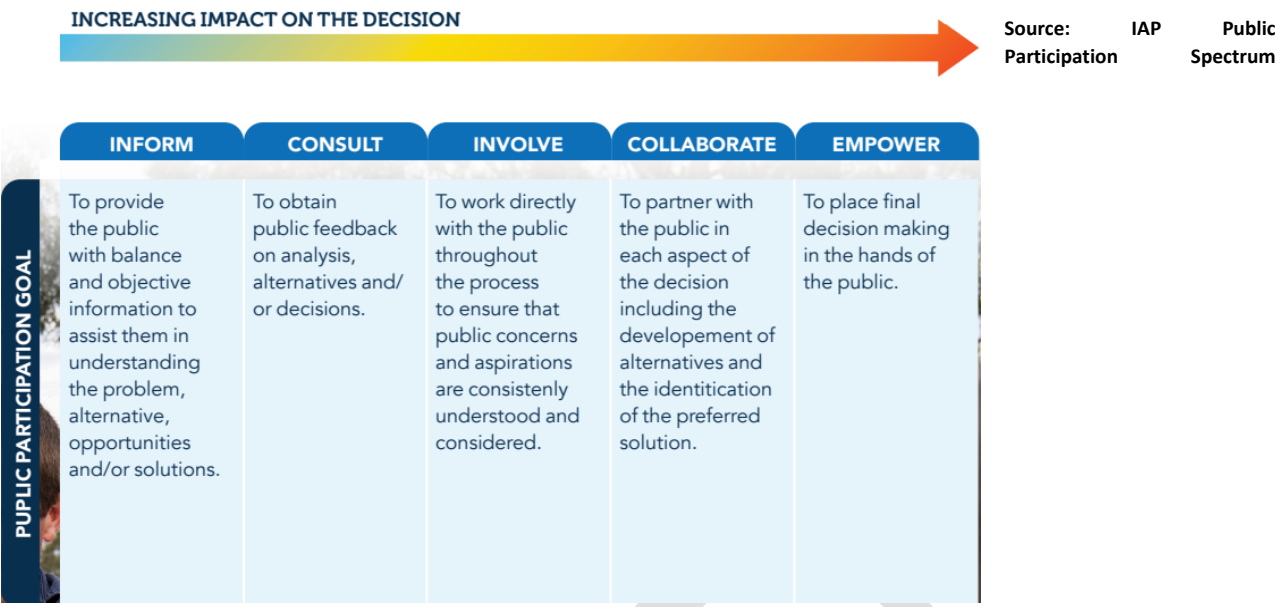 INCREASING IMPACT ON THE DECISION
Source: IAP Public
Participation Spectrum
INFORM
CONSULT
INVOLVE
COLLABORATE
EMPOWER
PUPLIC PARTICIPATION GOAL
To provide
the public
with balance
and objective
information to
assist them in
understanding
the problem,
alternative,
opportunities
and/or solutions.
To obtain
public feedback
on analysis,
alternatives and/
or decisions.
To work directly
with the public
throughout
the process
to ensure that
public concerns
and aspirations
are consistenly
understood and
considered.
To partner with
the public in
each aspect of
the decision
including the
developement of
alternatives and
the identitication
of the preferred
solution.
To place final
decision making
in the hands of
the public.